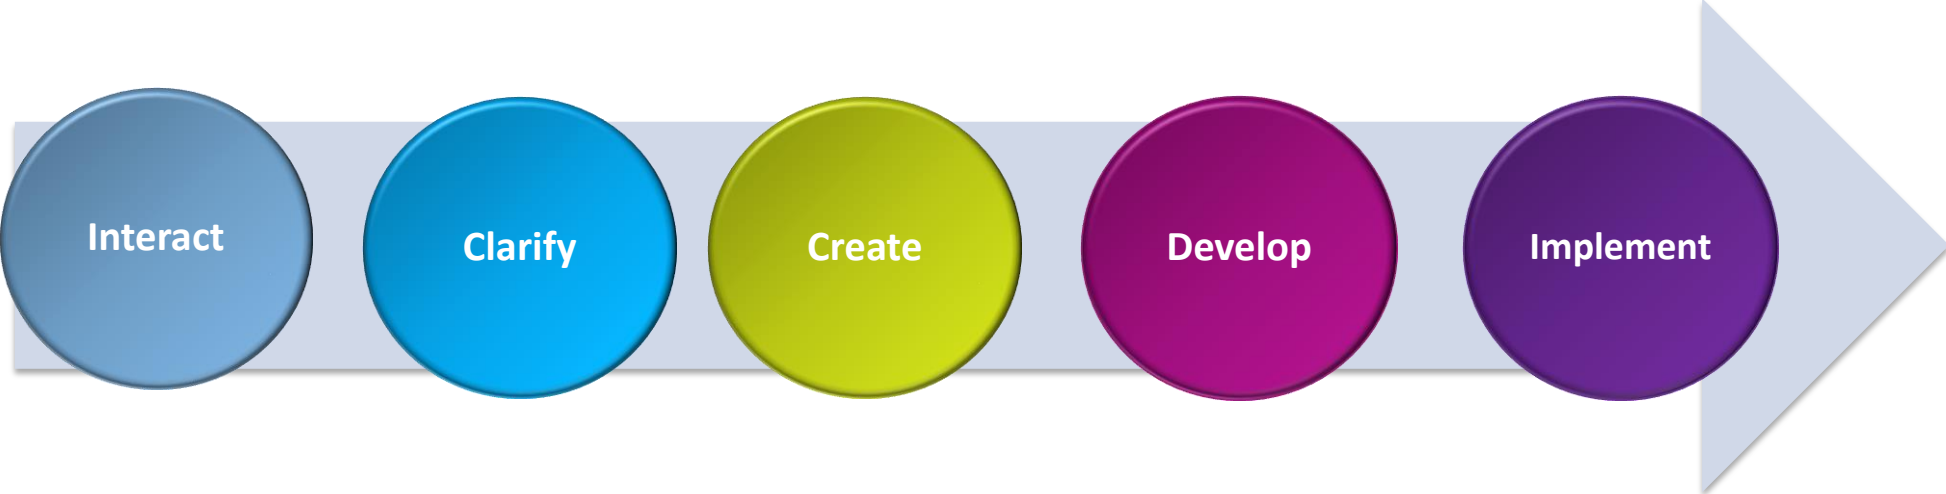 Interact
Clarify
Create
Develop
Implement